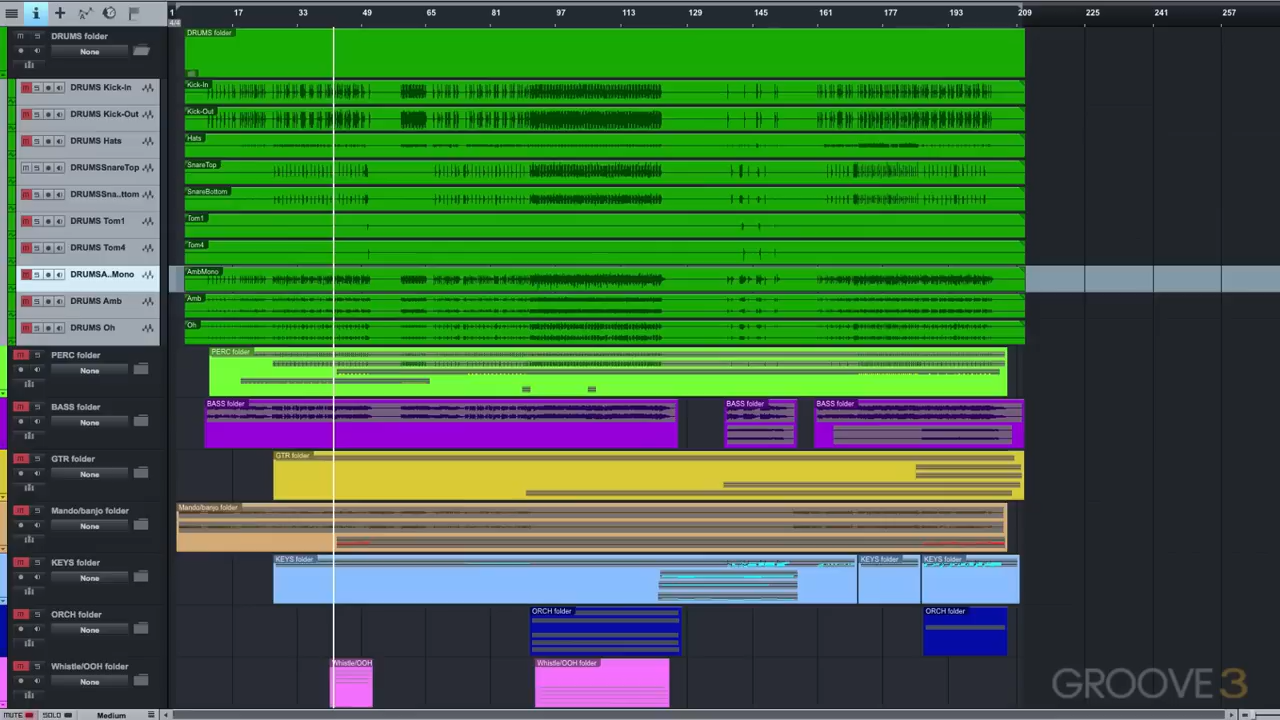 1 17 33 49 65 81 97 113 129 145 161 177 193 209 225 241 257
4/4
M S DRUMS folder
None
DRUMS folder
M S DRUMS Kick-In
Kick-In
M S DRUMS Kick-Out
Kick-Out
M S DRUMS Hats
Hats
M S DRUMSSnareTop
SnareTop
M S DRUMSSna..ttom
SnareBottom
M S DRUMS Tom1
Tom1
M S DRUMS Tom4
Tom4
M S DRUMSA..Mono
AmbMono
M S DRUMS Amb
Amb
M S DRUMS Oh
Oh
M S PERC folder
None
PERC folder
M S BASS folder
None
BASS folder BASS folder BASS folder
M S GTR folder
None
GTR folder
M S Mando/banjo folder
None
Mando/banjo folder
M S KEYS folder
None
KEYS folder KEYS folder KEYS folder
M S ORCH folder
None
ORCH folder ORCH folder
M S Whistle/OOH folder
None
Whistle/OOH Whistle/OOH folder
MUTE SOLO Medium
GROOVE 3